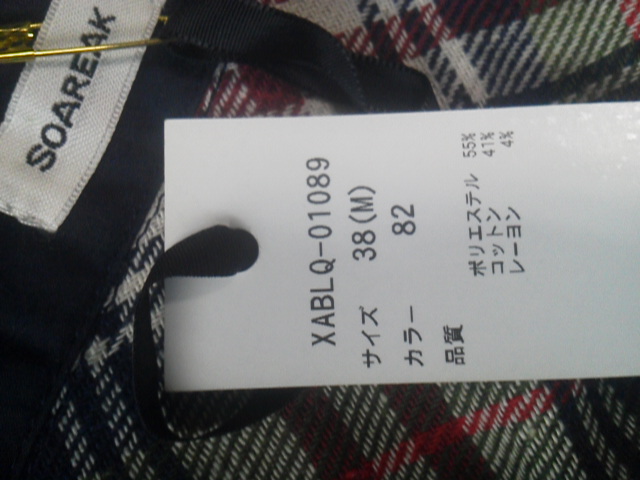 SOAREAK
XABLQ-01089
サイズ 38(M)
カラー 82
品質 ポリエステル 55%
コットン 41%
レーヨン 4%